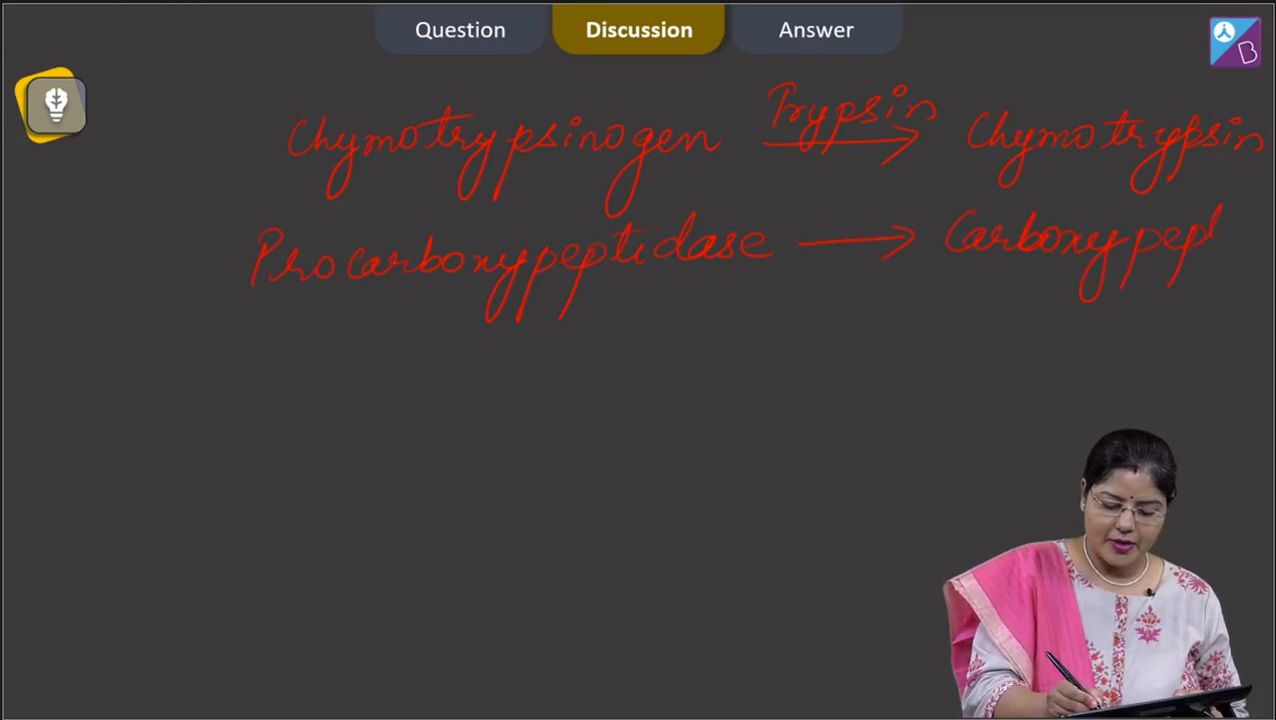 Question Discussion Answer
B
Chymotrypsinogen Trypsin → Chymotrypsin
Procarboxypeptidase → Carboxypept